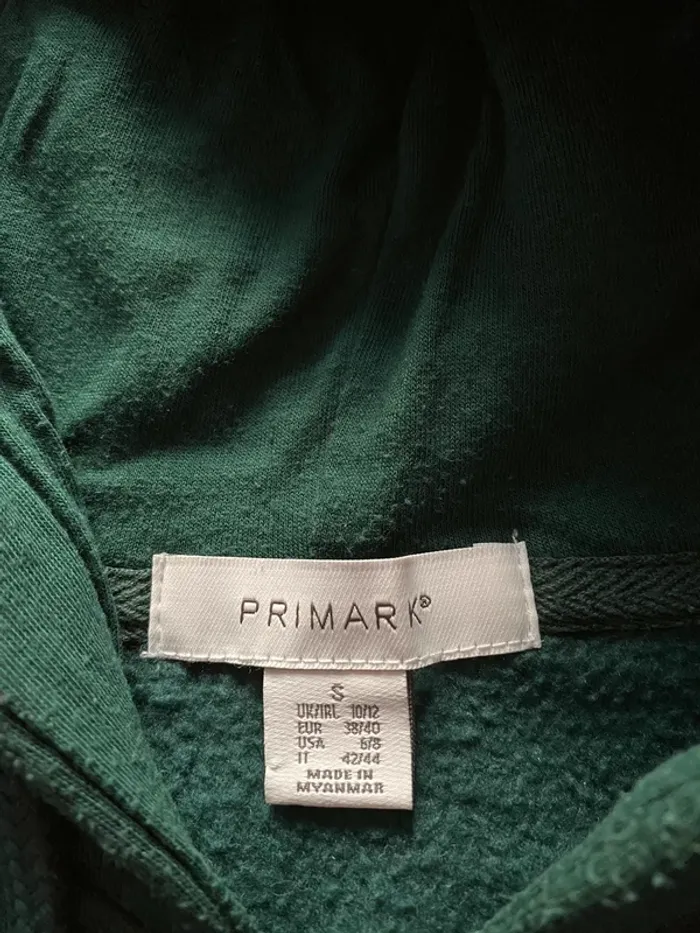 PRIMARK®
S
UK/IRL 10/12
EUR 38/40
USA 6/8
IT 42/44
MADE IN
MYANMAR